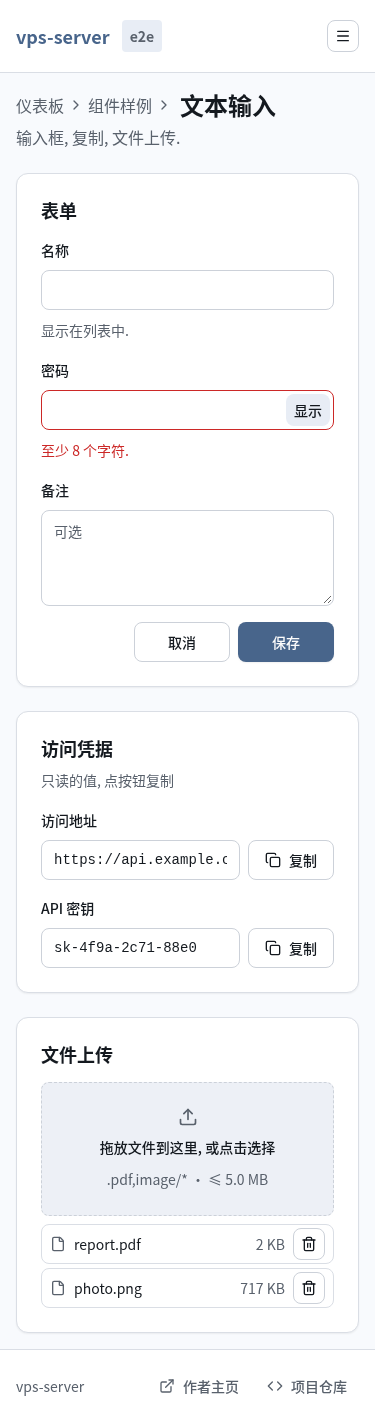 vps-server e2e
仪表板 组件样例 文本输入
输入框, 复制, 文件上传.
表单
名称
显示在列表中.
密码
显示
至少 8 个字符.
备注
可选
取消 保存
访问凭据
只读的值, 点按钮复制
访问地址
https://api.example.c 复制
API 密钥
sk-4f9a-2c71-88e0 复制
文件上传
拖放文件到这里, 或点击选择
.pdf,image/* · ≤ 5.0 MB
report.pdf 2 KB
photo.png 717 KB
vps-server 作者主页 项目仓库